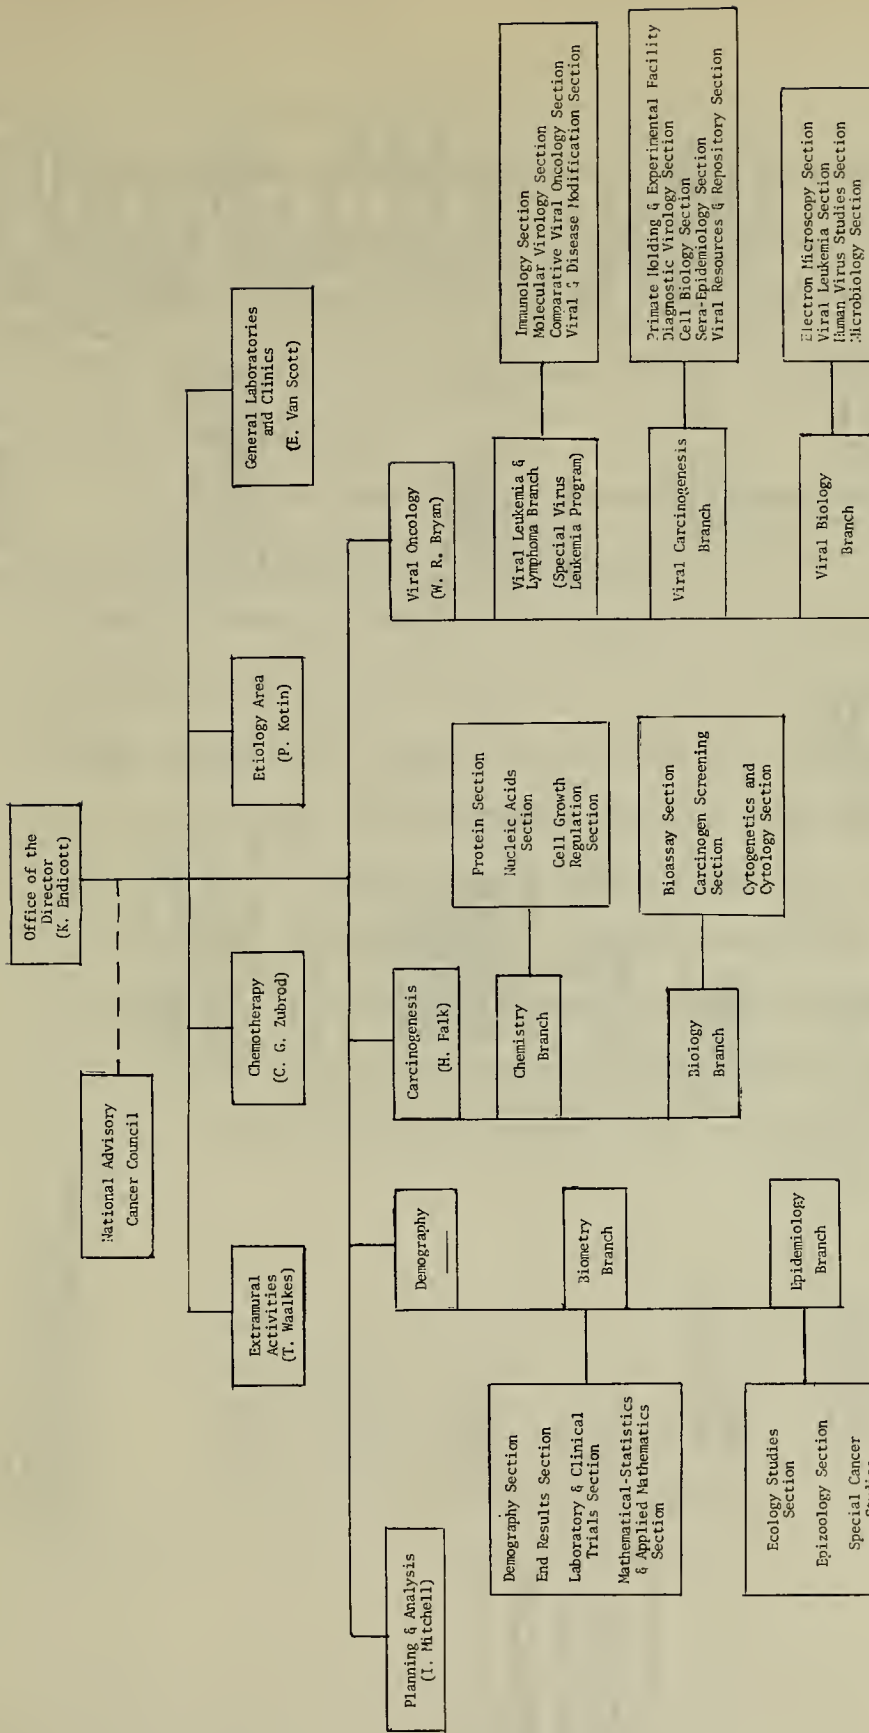 Office of the
Director
(K. Endicott)
National Advisory
Cancer Council
Extramural
Activities
(T. Waalkes)
Chemotherapy
(C. G. Zubrod)
Etiology Area
(P. Kotin)
General Laboratories
and Clinics
(E. Van Scott)
Planning & Analysis
(I. Mitchell)
Demography
Carcinogenesis
(H. Falk)
Viral Oncology
(W. R. Bryan)
Demography Section
End Results Section
Laboratory & Clinical
Trials Section
Mathematical-Statistics
& Applied Mathematics
Section
Biometry
Branch
Chemistry
Branch
Protein Section
Nucleic Acids
Section
Cell Growth
Regulation
Section
Viral Leukemia &
Lymphoma Branch
(Special Virus
Leukemia Program)
Immunology Section
Molecular Virology Section
Comparative Viral Oncology Section
Viral & Disease Modification Section
Biology
Branch
Bioassay Section
Carcinogen Screening
Section
Cytogenetics and
Cytology Section
Viral Carcinogenesis
Branch
Primate Holding & Experimental Facility
Diagnostic Virology Section
Cell Biology Section
Sera-Epidemiology Section
Viral Resources & Repository Section
Ecology Studies
Section
Epizoology Section
Special Cancer
Epidemiology
Branch
Viral Biology
Branch
Electron Microscopy Section
Viral Leukemia Section
Human Virus Studies Section
Microbiology Section